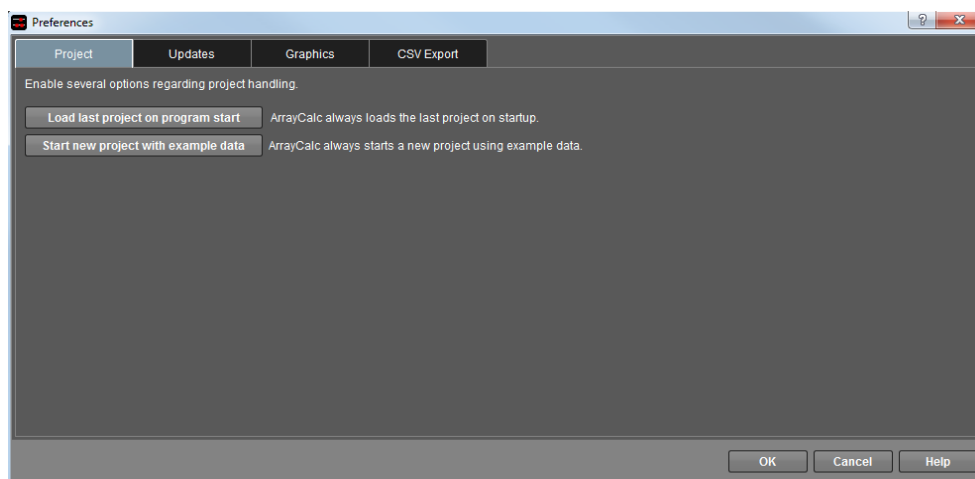 Preferences
Project Updates Graphics CSV Export
Enable several options regarding project handling.
Load last project on program start ArrayCalc always loads the last project on startup.
Start new project with example data ArrayCalc always starts a new project using example data.
OK Cancel Help